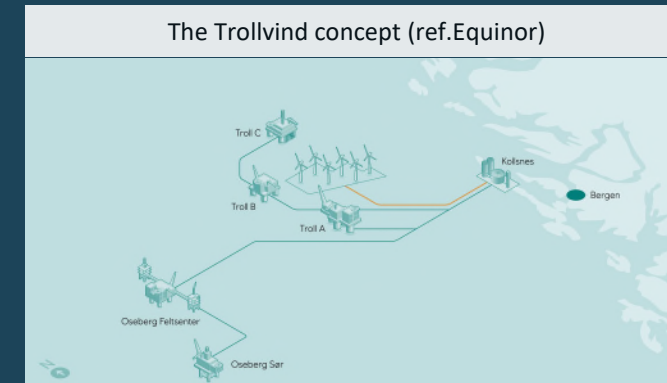 The Trollvind concept (ref.Equinor)
Troll C
Kollsnes
Bergen
Troll B
Troll A
Oseberg Feltsenter
Oseberg Sør
N